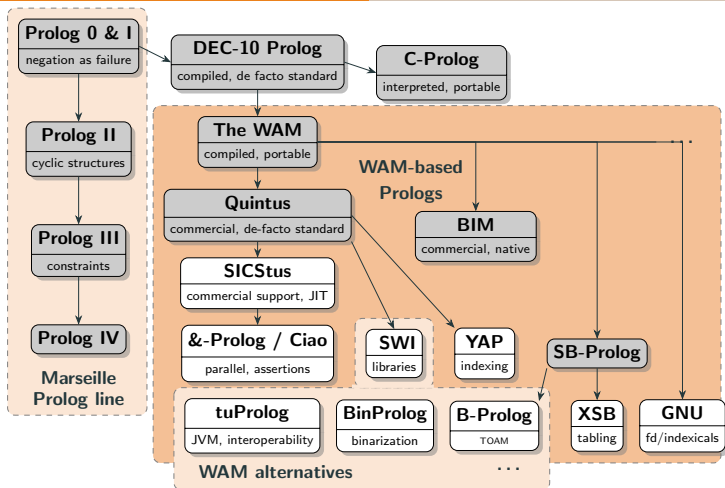 Prolog 0 & I
negation as failure
DEC-10 Prolog
compiled, de facto standard
C-Prolog
interpreted, portable
Prolog II
cyclic structures
The WAM
compiled, portable
...
WAM-based
Prologs
Quintus
commercial, de-facto standard
BIM
commercial, native
Prolog III
constraints
SICStus
commercial support, JIT
Prolog IV
&-Prolog / Ciao
parallel, assertions
SWI
libraries
YAP
indexing
SB-Prolog
Marseille
Prolog line
tuProlog
JVM, interoperability
BinProlog
binarization
B-Prolog
TOAM
XSB
tabling
GNU
fd/indexicals
WAM alternatives
...